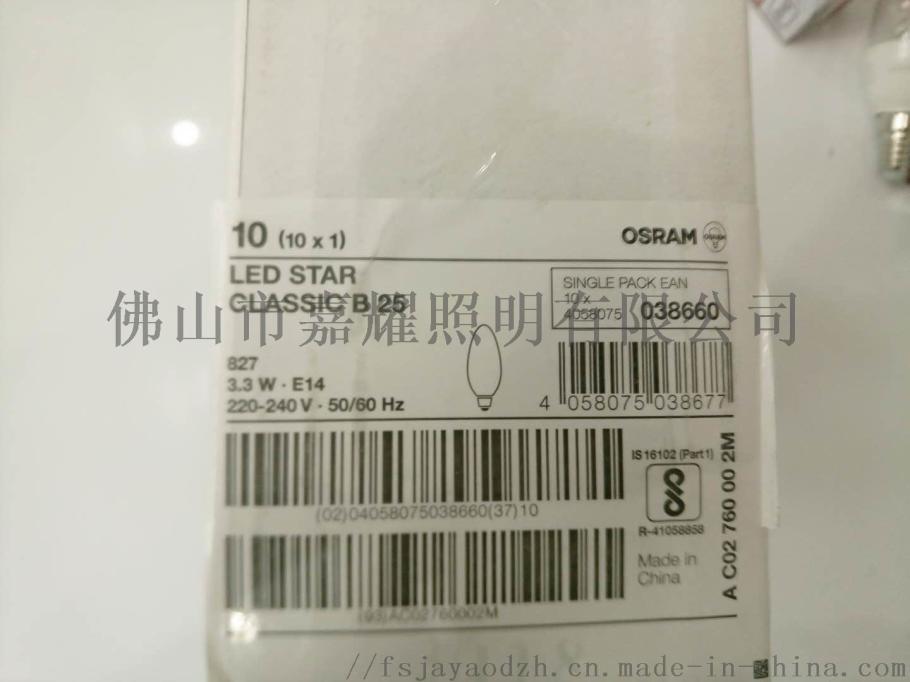 10 (10 x 1)
OSRAM
LED STAR
CLASSIC B 25
SINGLE PACK EAN
10 x
4058075 038660
佛山市嘉耀照明有限公司
827
3.3 W · E14
220-240 V · 50/60 Hz
4 058075 038677
IS 16102 (Part 1)
R-41058858
(02)04058075038660(37)10
Made in
China
(93)AC02760002M
A C02 760 00 2M
//fsjayaodzh.cn.made-in-china.com/